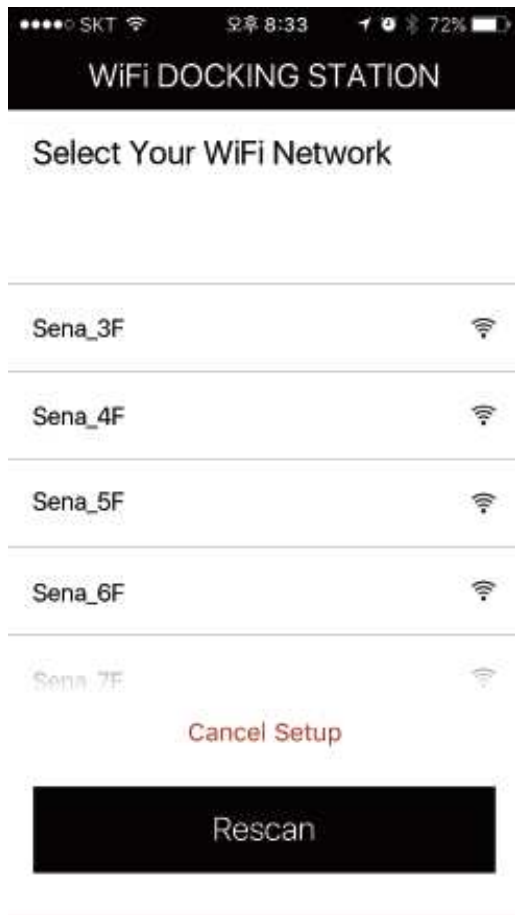 SKT 오후 8:33 72%
WiFi DOCKING STATION
Select Your WiFi Network
Sena_3F
Sena_4F
Sena_5F
Sena_6F
Sena_7F
Cancel Setup
Rescan